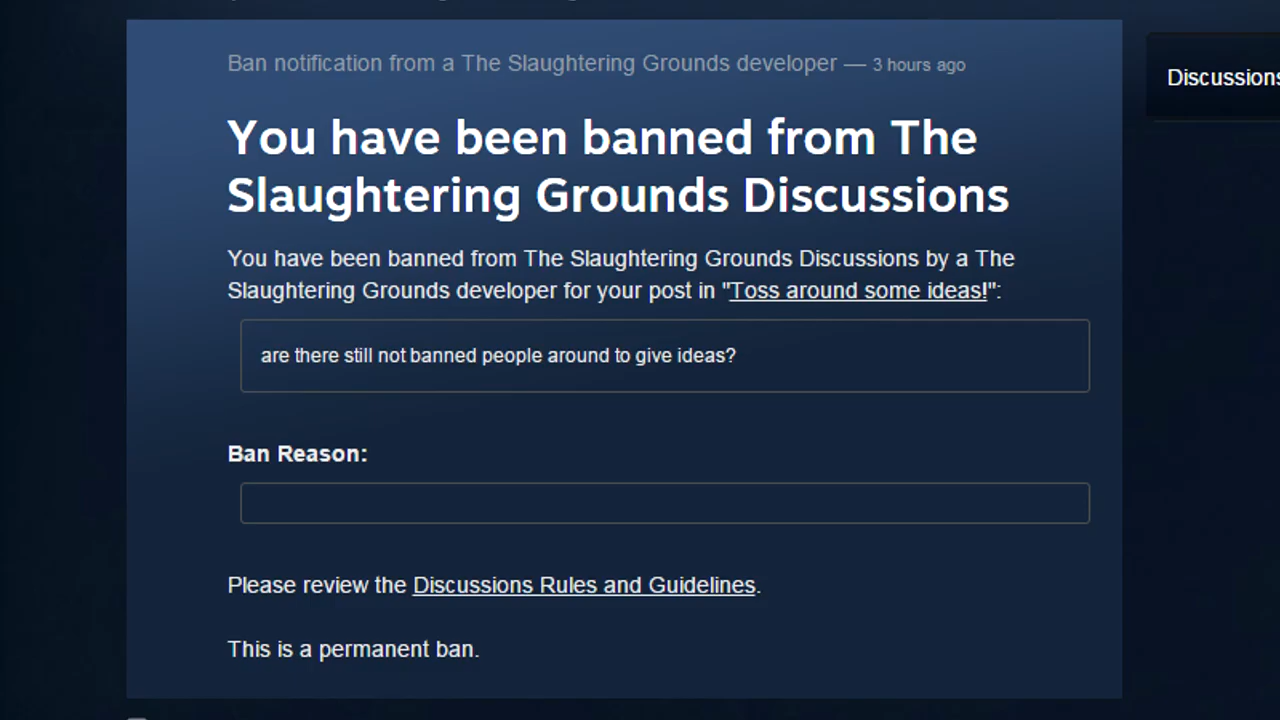 Ban notification from a The Slaughtering Grounds developer — 3 hours ago
Discussions
You have been banned from The
Slaughtering Grounds Discussions
You have been banned from The Slaughtering Grounds Discussions by a The
Slaughtering Grounds developer for your post in "Toss around some ideas!":
are there still not banned people around to give ideas?
Ban Reason:
Please review the Discussions Rules and Guidelines.
This is a permanent ban.